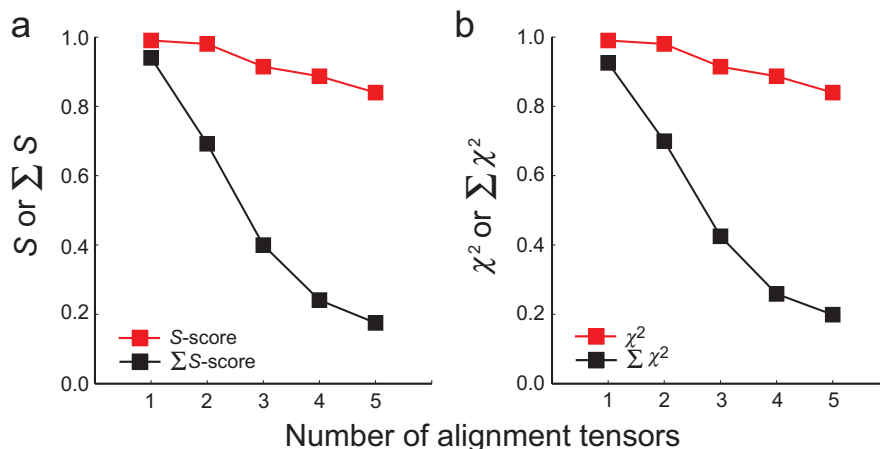 a
S or ∑ S
1.0
0.8
0.6
0.4
0.2
0.0
S-score
∑S-score
1 2 3 4 5
b
χ² or ∑ χ²
1.0
0.8
0.6
0.4
0.2
0.0
χ²
∑ χ²
1 2 3 4 5
Number of alignment tensors